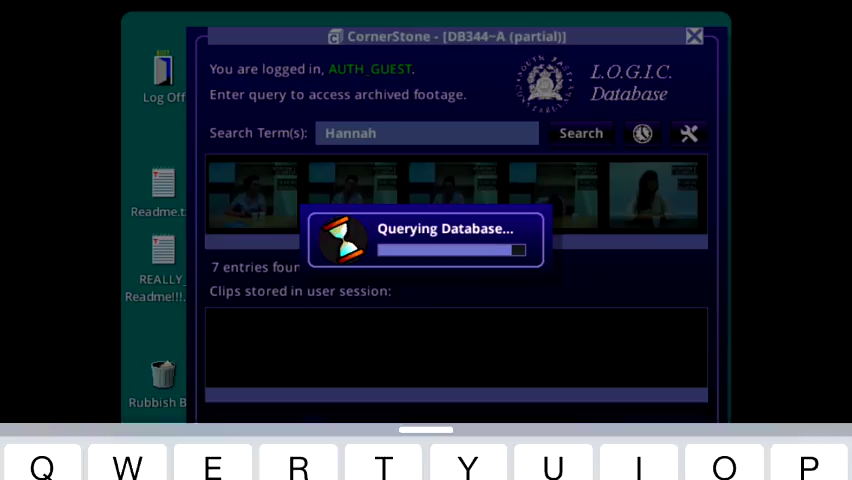 CornerStone - [DB344~A (partial)]
You are logged in, AUTH_GUEST.
Enter query to access archived footage.
L.O.G.I.C.
Database
Search Term(s): Hannah Search
Querying Database...
7 entries foun
Clips stored in user session:
Log Off
Readme.t
REALLY_
Readme!!!.
Rubbish B
Q W E R T Y U I O P